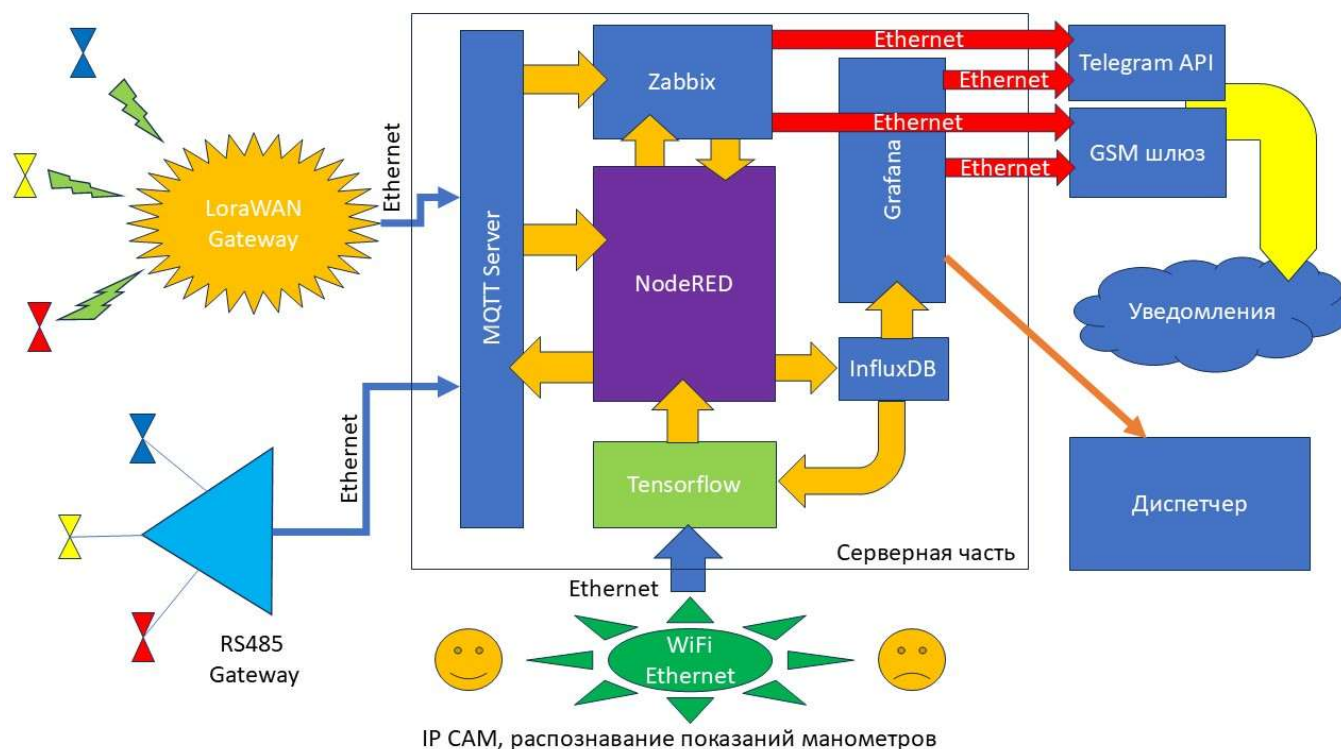 Ethernet
Zabbix
Telegram API
Ethernet
Ethernet
GSM шлюз
Ethernet
LoraWAN
Gateway
Ethernet
MQTT Server
NodeRED
Grafana
Уведомления
InfluxDB
Ethernet
Tensorflow
Диспетчер
Серверная часть
Ethernet
RS485
Gateway
WiFi
Ethernet
IP CAM, распознавание показаний манометров